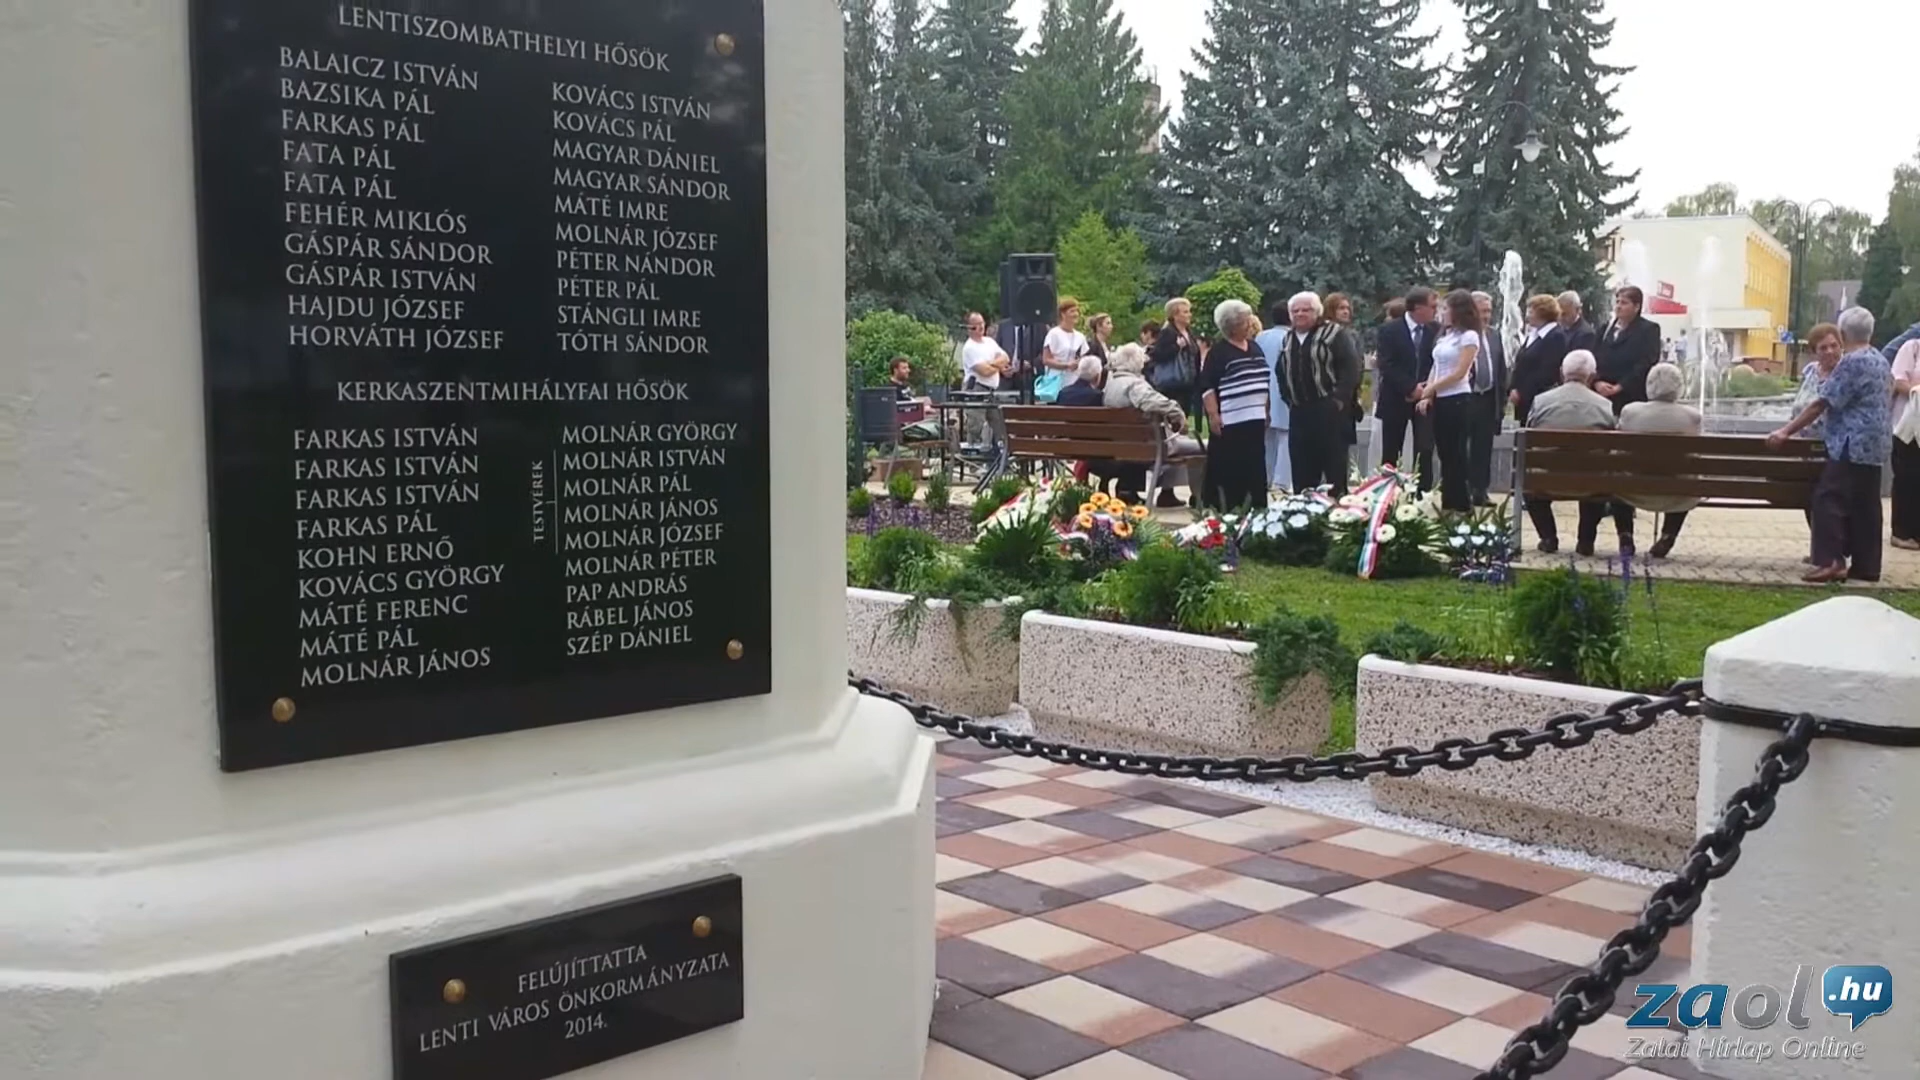 LENTISZOMBATHELYI HŐSÖK
BALAICZ ISTVÁN
BAZSIKA PÁL
FARKAS PÁL
FATA PÁL
FATA PÁL
FEHÉR MIKLÓS
GÁSPÁR SÁNDOR
GÁSPÁR ISTVÁN
HAJDU JÓZSEF
HORVÁTH JÓZSEF
KOVÁCS ISTVÁN
KOVÁCS PÁL
MAGYAR DÁNIEL
MAGYAR SÁNDOR
MÁTÉ IMRE
MOLNÁR JÓZSEF
PÉTER NÁNDOR
PÉTER PÁL
STÁNGLI IMRE
TÓTH SÁNDOR
KERKASZENTMIHÁLYFAI HŐSÖK
FARKAS ISTVÁN
FARKAS ISTVÁN
FARKAS ISTVÁN
FARKAS PÁL
KOHN ERNŐ
KOVÁCS GYÖRGY
MÁTÉ FERENC
MÁTÉ PÁL
MOLNÁR JÁNOS
TESTVÉREK
MOLNÁR GYÖRGY
MOLNÁR ISTVÁN
MOLNÁR PÁL
MOLNÁR JÁNOS
MOLNÁR JÓZSEF
MOLNÁR PÉTER
PAP ANDRÁS
RÁBEL JÁNOS
SZÉP DÁNIEL
FELÚJÍTTATTA
LENTI VÁROS ÖNKORMÁNYZATA
2014.
zaol.hu
Zalai Hírlap Online